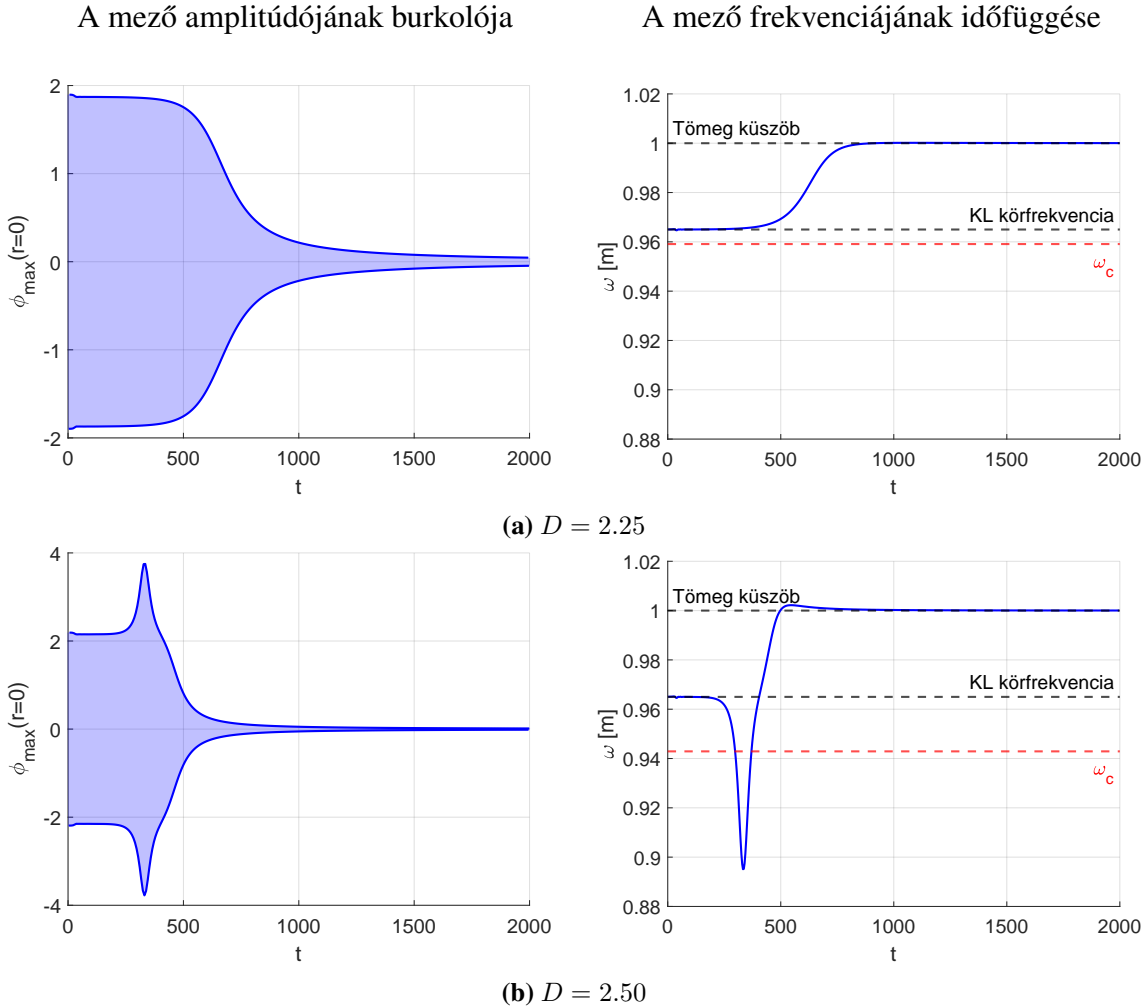 A mező amplitúdójának burkolója
A mező frekvenciájának időfüggése
2
1
0
-1
-2
ϕmax(r=0)
0 500 1000 1500 2000
t
1.02
1
0.98
0.96
0.94
0.92
0.9
0.88
ω [m]
Tömeg küszöb
KL körfrekvencia
ωc
0 500 1000 1500 2000
t
(a) D = 2.25
4
2
0
-2
-4
ϕmax(r=0)
0 500 1000 1500 2000
t
1.02
1
0.98
0.96
0.94
0.92
0.9
0.88
ω [m]
Tömeg küszöb
KL körfrekvencia
ωc
0 500 1000 1500 2000
t
(b) D = 2.50